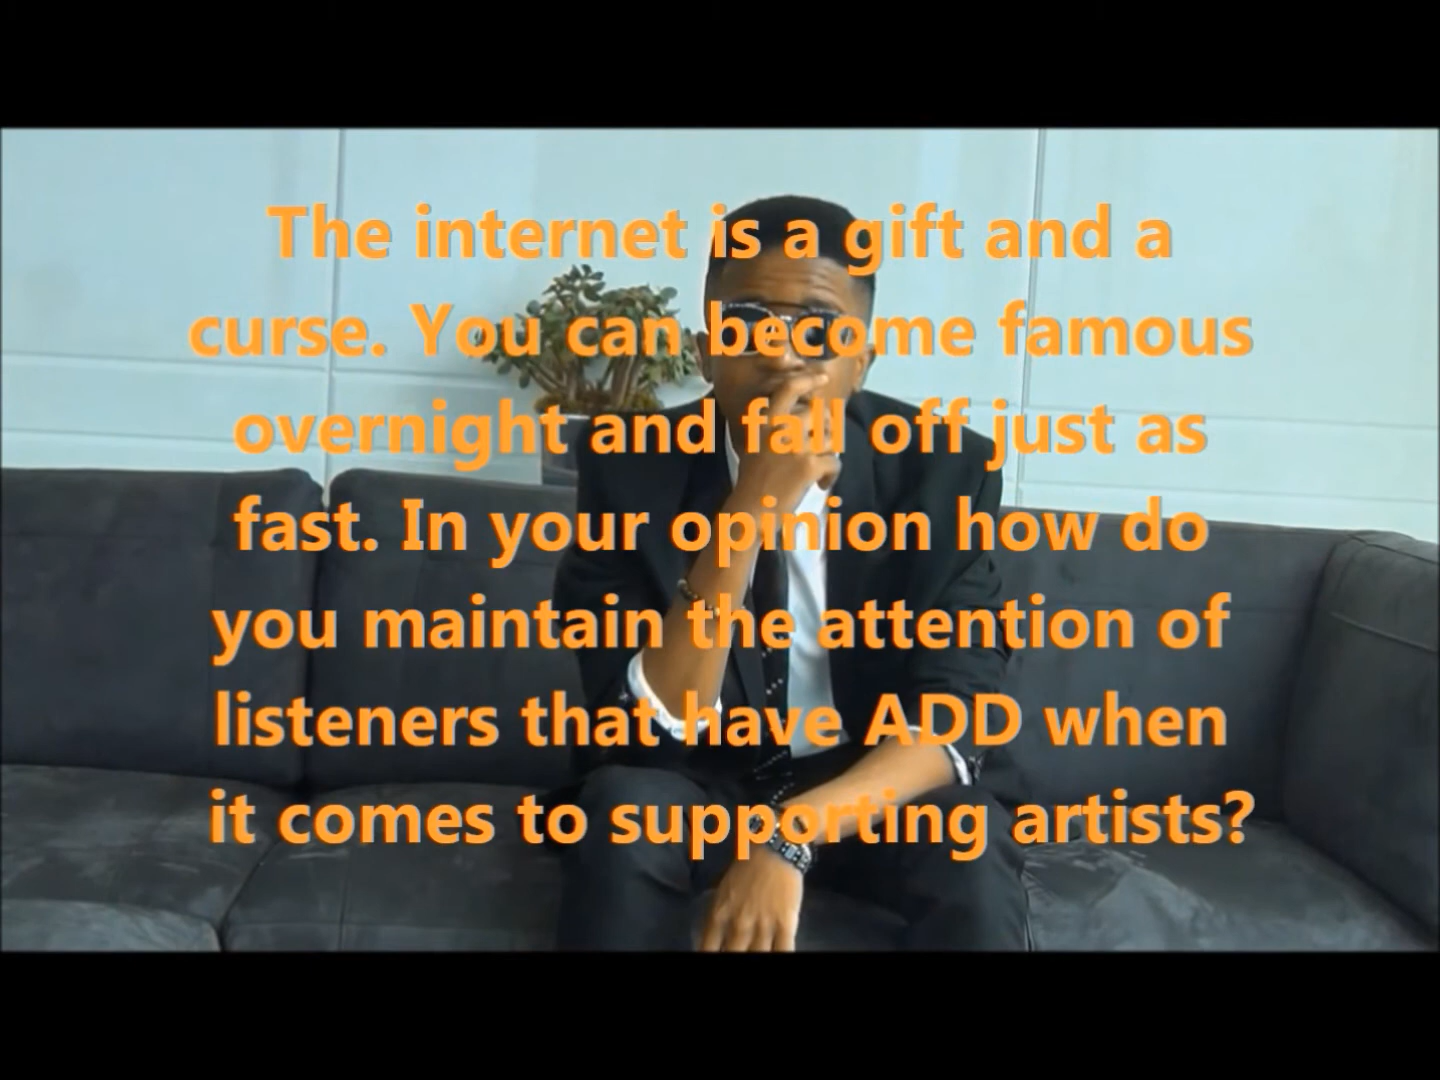 The internet is a gift and a
curse. You can become famous
overnight and fall off just as
fast. In your opinion how do
you maintain the attention of
listeners that have ADD when
it comes to supporting artists?